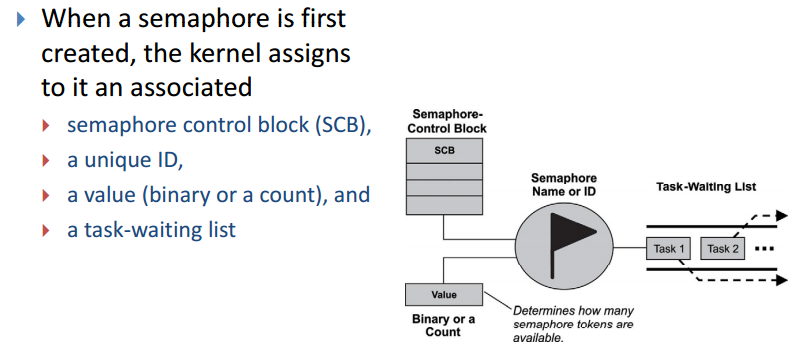 When a semaphore is first
created, the kernel assigns
to it an associated
semaphore control block (SCB),
a unique ID,
a value (binary or a count), and
a task-waiting list
Semaphore-
Control Block
SCB
Semaphore
Name or ID
Task-Waiting List
Task 1
Task 2
Value
Binary or a
Count
Determines how many
semaphore tokens are
available.